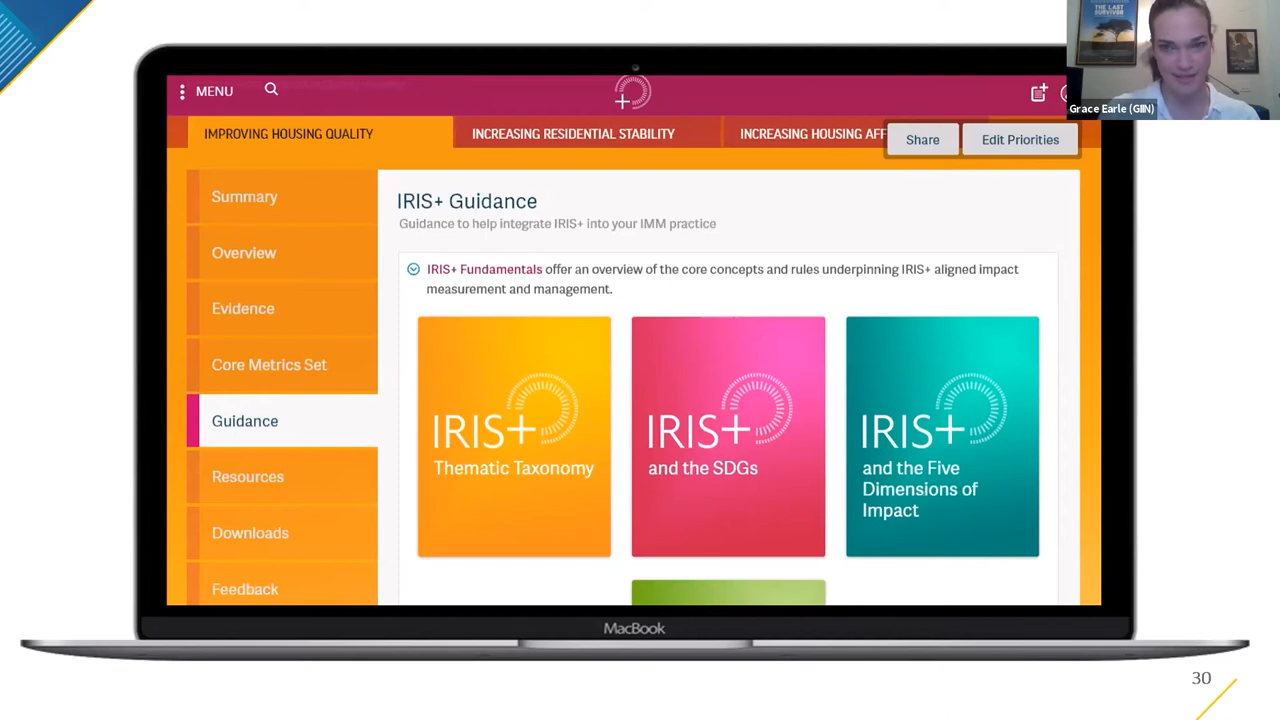 THE LAST
SURVIVOR
Grace Earle (GIIN)
MENU
IMPROVING HOUSING QUALITY
INCREASING RESIDENTIAL STABILITY
INCREASING HOUSING AFF
Share
Edit Priorities
Summary
Overview
Evidence
Core Metrics Set
Guidance
Resources
Downloads
Feedback
IRIS+ Guidance
Guidance to help integrate IRIS+ into your IMM practice
IRIS+ Fundamentals offer an overview of the core concepts and rules underpinning IRIS+ aligned impact
measurement and management.
IRIS+
Thematic Taxonomy
IRIS+
and the SDGs
IRIS+
and the Five
Dimensions of
Impact
MacBook
30